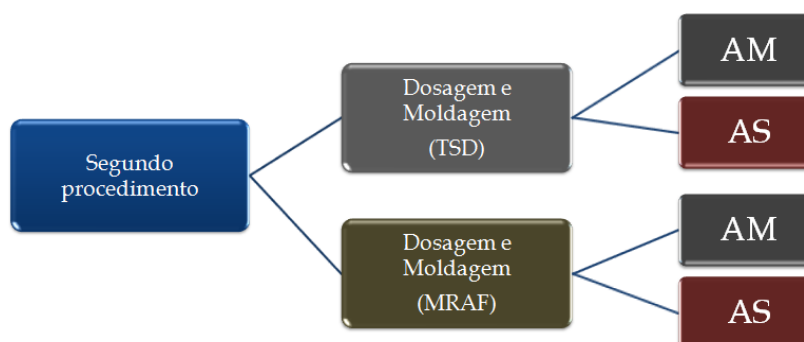 Segundo
procedimento
Dosagem e
Moldagem
(TSD)
AM
AS
Dosagem e
Moldagem
(MRAF)
AM
AS